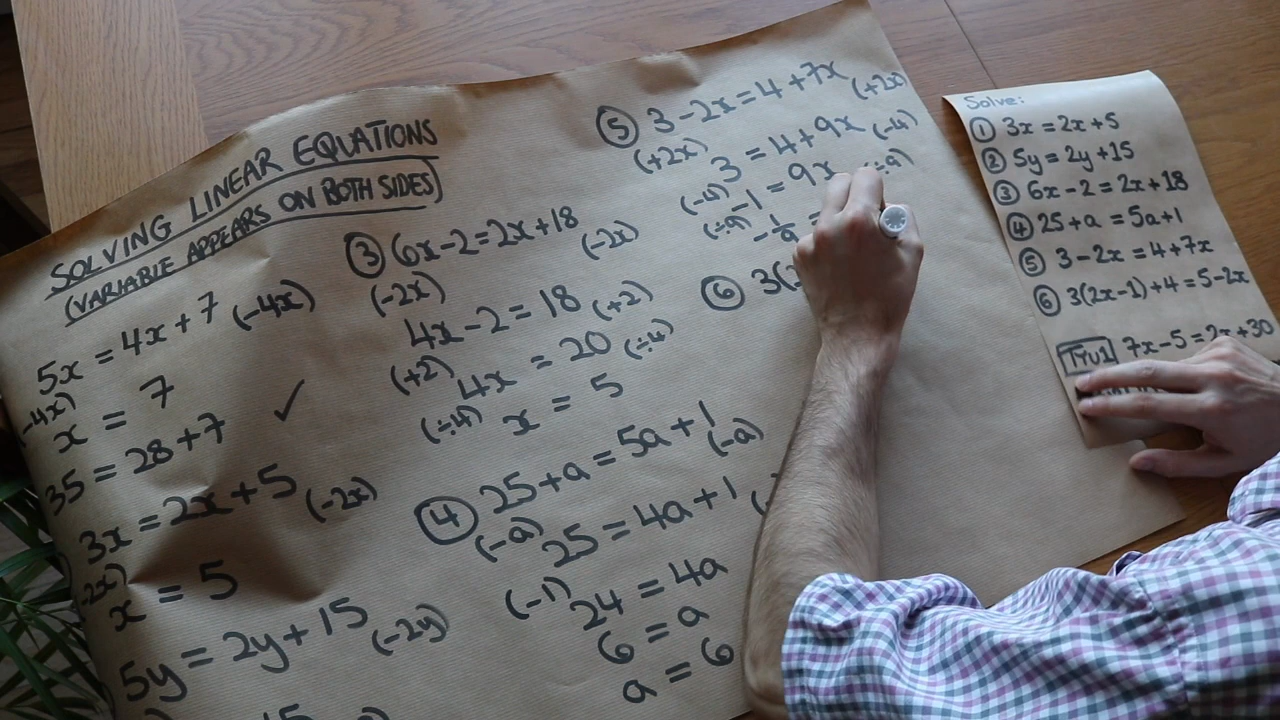 SOLVING LINEAR EQUATIONS
(VARIABLE APPEARS ON BOTH SIDES)
5x = 4x + 7 (-4x)
(-4x)
x = 7
35 = 28 + 7 ✓
3x = 2x + 5 (-2x)
(-2x)
x = 5
5y = 2y + 15 (-2y)
③ 6x - 2 = 2x + 18 (-2x)
(-2x)
4x - 2 = 18 (+2)
(+2)
4x = 20 (÷4)
(÷4)
x = 5
④ 25 + a = 5a + 1 (-a)
(-a)
25 = 4a + 1
(-1)
24 = 4a
6 = a
a = 6
⑤ 3 - 2x = 4 + 7x (+2x)
(+2x)
3 = 4 + 9x (-4)
(-4)
-1 = 9x (÷9)
(÷9)
-1/9 =
⑥ 3(
Solve:
① 3x = 2x + 5
② 5y = 2y + 15
③ 6x - 2 = 2x + 18
④ 25 + a = 5a + 1
⑤ 3 - 2x = 4 + 7x
⑥ 3(2x - 1) + 4 = 5 - 2x
TYU1 7x - 5 = 2x + 30